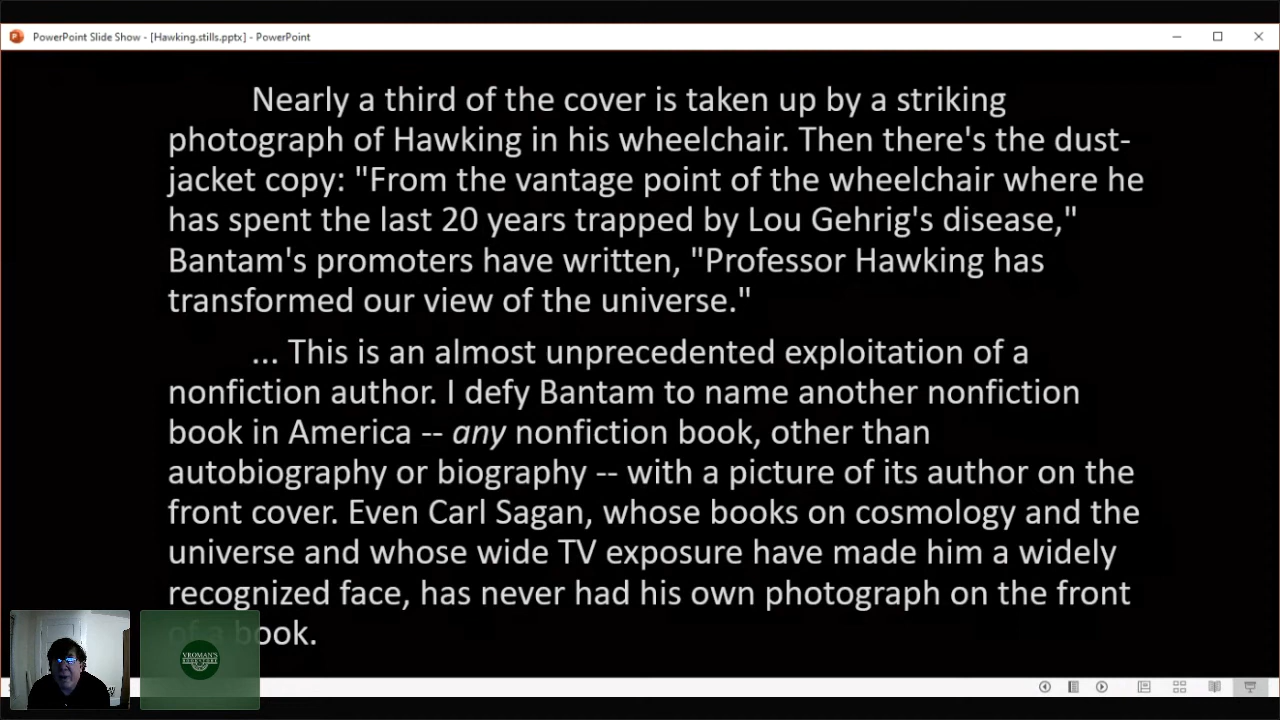 PowerPoint Slide Show - [Hawking.stills.pptx] - PowerPoint
Nearly a third of the cover is taken up by a striking
photograph of Hawking in his wheelchair. Then there's the dust-
jacket copy: "From the vantage point of the wheelchair where he
has spent the last 20 years trapped by Lou Gehrig's disease,"
Bantam's promoters have written, "Professor Hawking has
transformed our view of the universe."
... This is an almost unprecedented exploitation of a
nonfiction author. I defy Bantam to name another nonfiction
book in America -- any nonfiction book, other than
autobiography or biography -- with a picture of its author on the
front cover. Even Carl Sagan, whose books on cosmology and the
universe and whose wide TV exposure have made him a widely
recognized face, has never had his own photograph on the front
of a book.
VROMAN'S
BOOKSTORE